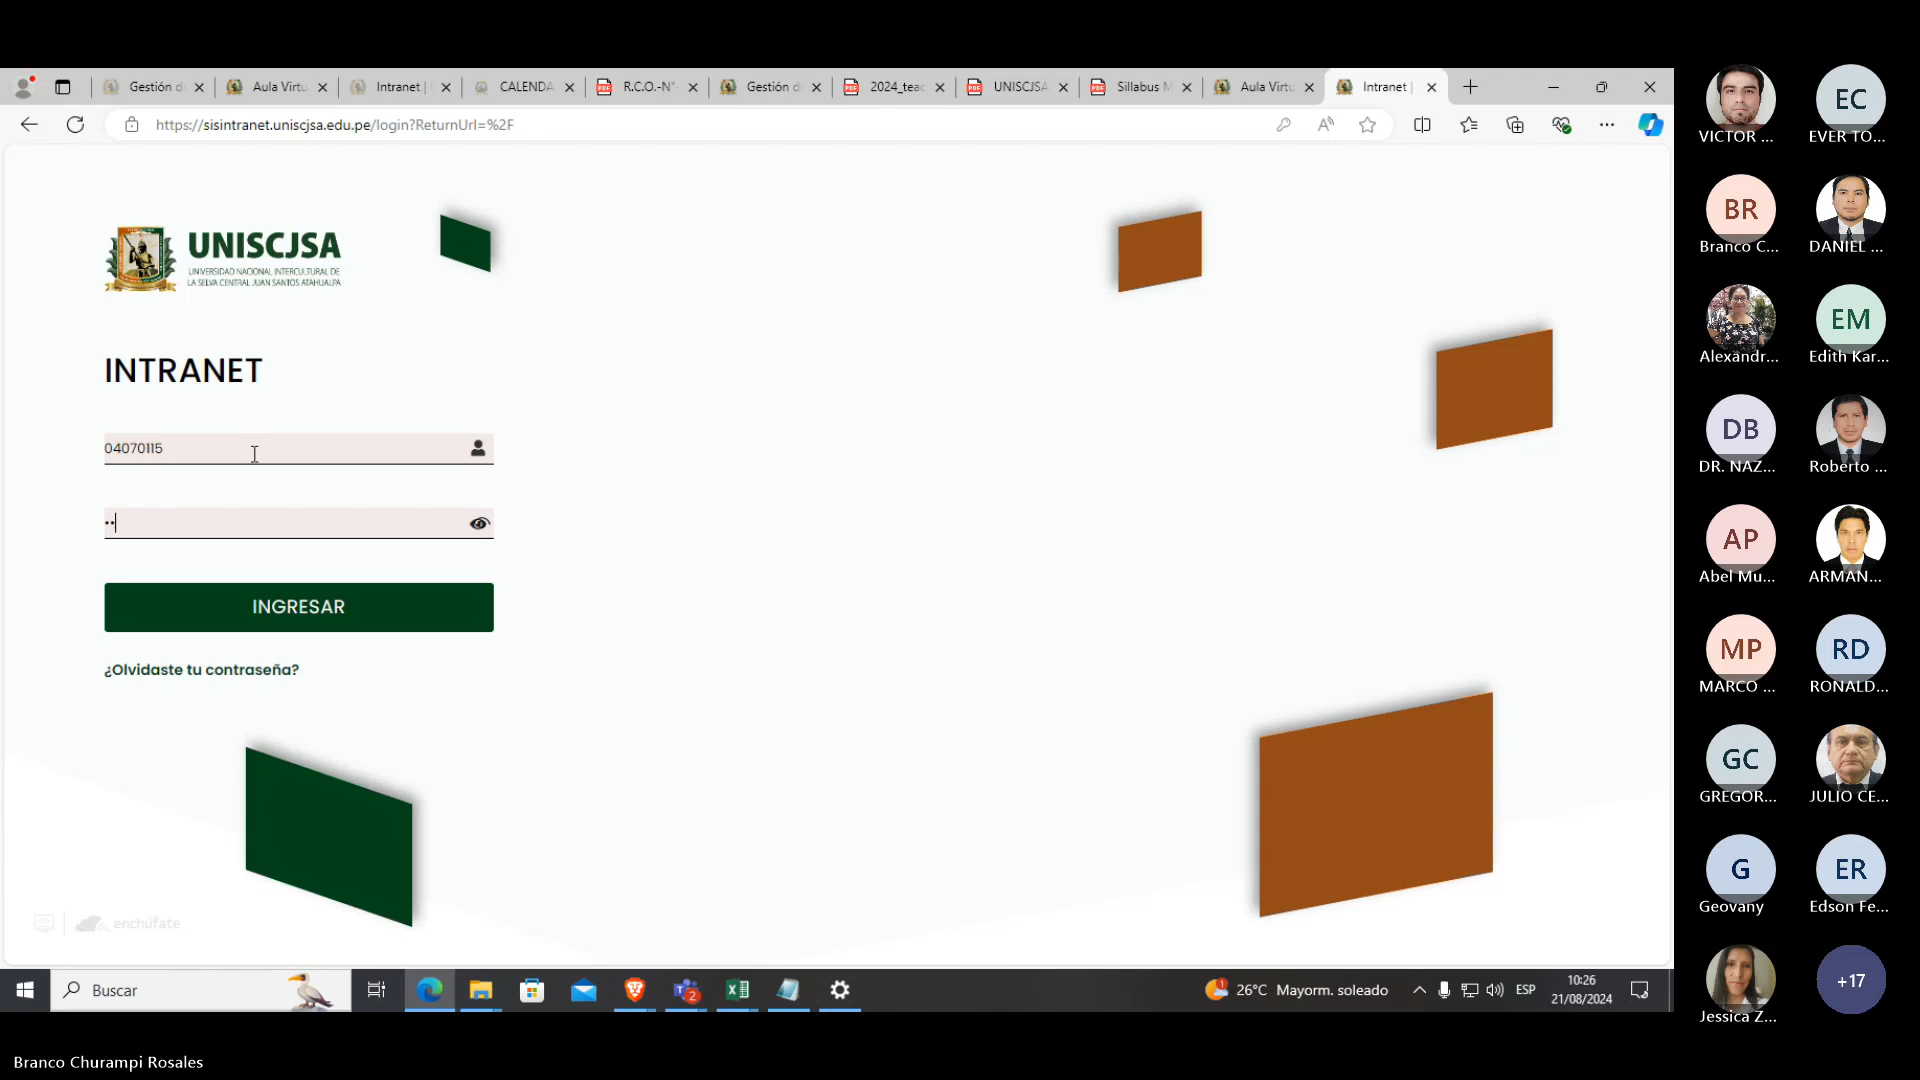 Gestión d
Aula Virtu
Intranet |
CALENDA
R.C.O.-N°
Gestión d
2024_teac
UNISCJSA
Sillabus M
Aula Virtu
Intranet |
https://sisintranet.uniscjsa.edu.pe/login?ReturnUrl=%2F
UNISCJSA
UNIVERSIDAD NACIONAL INTERCULTURAL DE
LA SELVA CENTRAL JUAN SANTOS ATAHUALPA
INTRANET
04070115
INGRESAR
¿Olvidaste tu contraseña?
enchúfate
Buscar
2
1
26°C Mayorm. soleado
ESP
10:26
21/08/2024
VICTOR ...
EC
EVER TO...
BR
Branco C...
DANIEL ...
Alexandr...
EM
Edith Kar...
DB
DR. NAZ...
Roberto ...
AP
Abel Mu...
ARMAN...
MP
MARCO ...
RD
RONALD...
GC
GREGOR...
JULIO CE...
G
Geovany
ER
Edson Fe...
Jessica Z...
+17
Branco Churampi Rosales